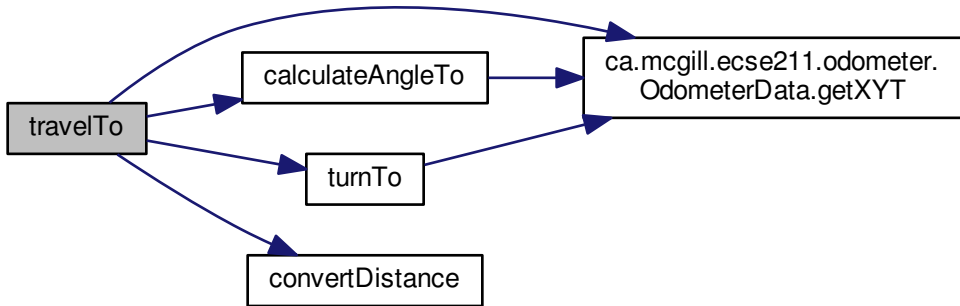 travelTo
calculateAngleTo
turnTo
convertDistance
ca.mcgill.ecse211.odometer.
OdometerData.getXYT